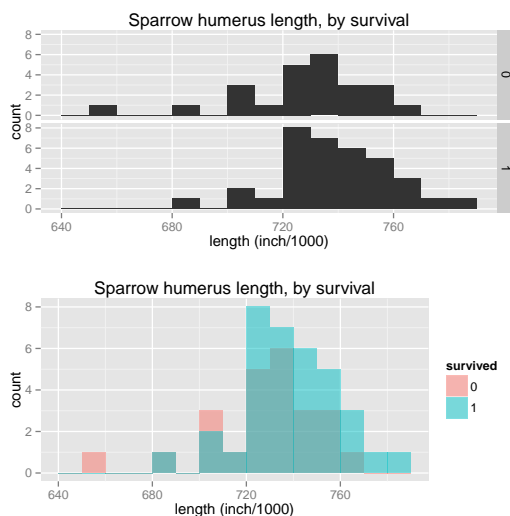 Sparrow humerus length, by survival
8
6
4
2
0
0
8
6
4
2
0
1
count
640 680 720 760
length (inch/1000)
Sparrow humerus length, by survival
8
6
4
2
0
count
640 680 720 760
length (inch/1000)
survived
0
1